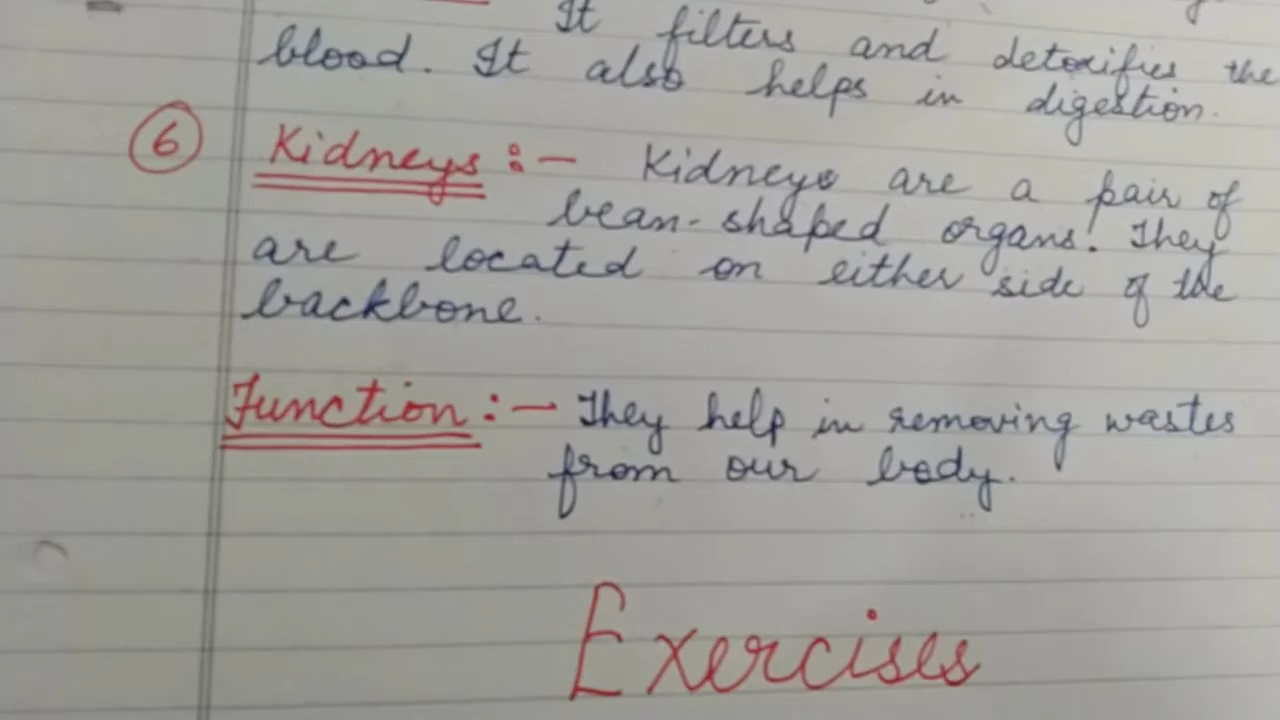 It filters and detoxifies the
blood. It also helps in digestion.
6 Kidneys :- Kidneys are a pair of
bean-shaped organs. They
are located on either side of the
backbone.
Function :- They help in removing wastes
from our body.
Exercises